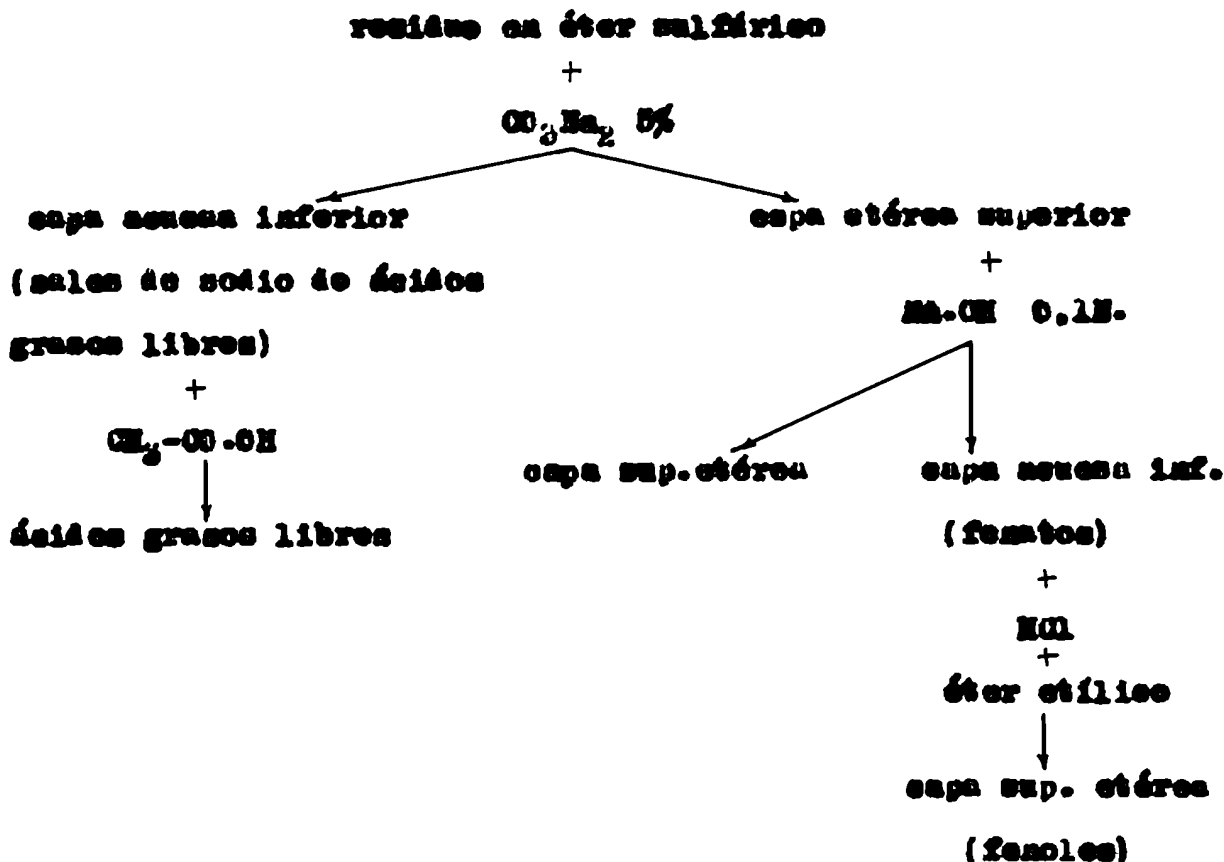 residuo en éter sulfúrico
+
CO₃Na₂ 5%
capa acuosa inferior
(sales de sodio de ácidos
grasos libres)
+
CH₃-CO.OH
ácidos grasos libres
capa etérea superior
+
Na.OH 0,1N.
capa sup.etérea
capa acuosa inf.
(fenatos)
+
HCl
+
éter etílico
capa sup. etérea
(fenoles)